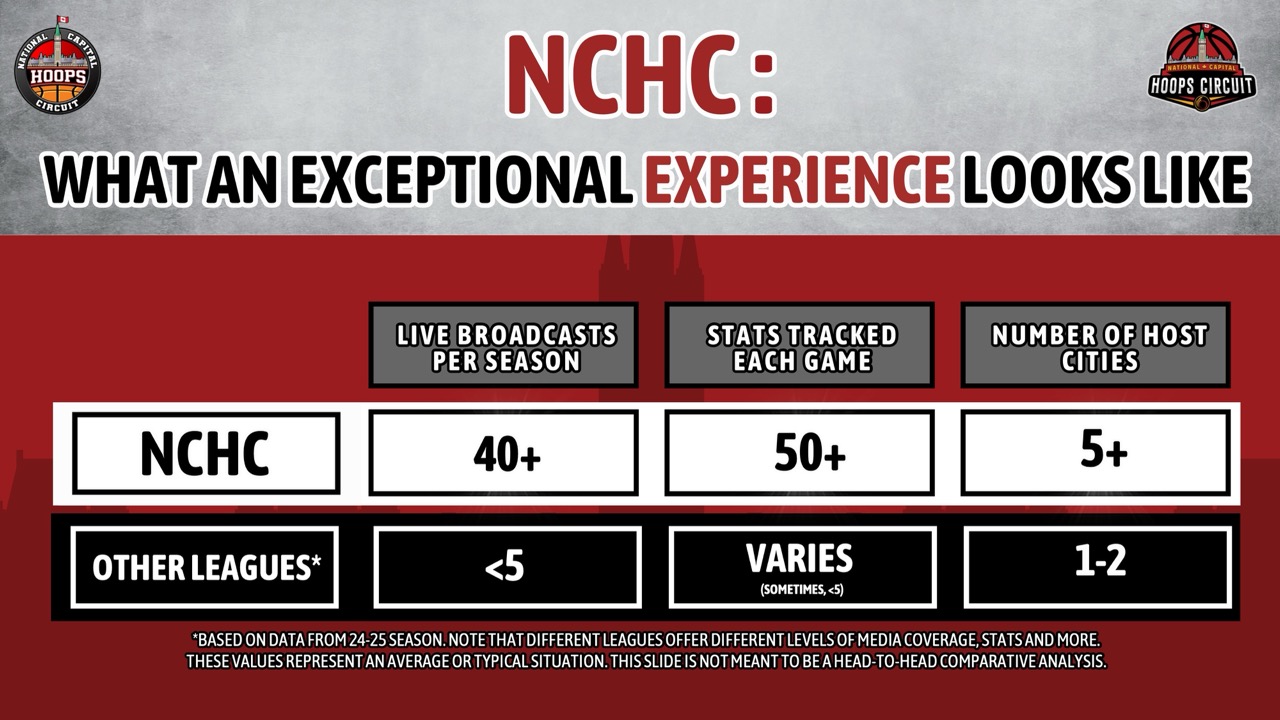 NATIONAL CAPITAL
HOOPS
CIRCUIT
NATIONAL CAPITAL
HOOPS CIRCUIT
NCHC :
WHAT AN EXCEPTIONAL EXPERIENCE LOOKS LIKE
LIVE BROADCASTS
PER SEASON
STATS TRACKED
EACH GAME
NUMBER OF HOST
CITIES
NCHC
40+
50+
5+
OTHER LEAGUES*
<5
VARIES
(SOMETIMES, <5)
1-2
*BASED ON DATA FROM 24-25 SEASON. NOTE THAT DIFFERENT LEAGUES OFFER DIFFERENT LEVELS OF MEDIA COVERAGE, STATS AND MORE.
THESE VALUES REPRESENT AN AVERAGE OR TYPICAL SITUATION. THIS SLIDE IS NOT MEANT TO BE A HEAD-TO-HEAD COMPARATIVE ANALYSIS.